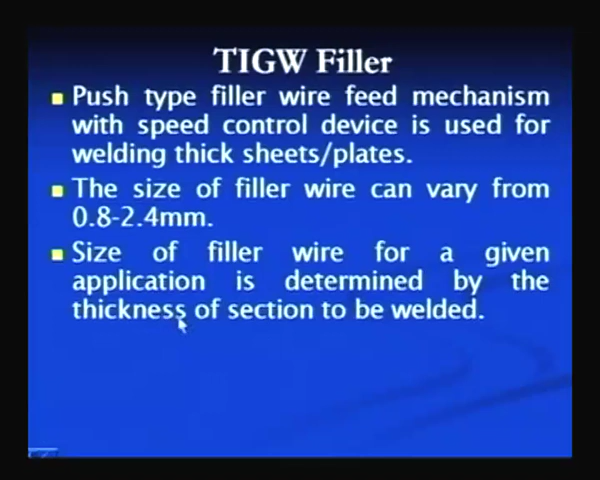 TIGW Filler
Push type filler wire feed mechanism
with speed control device is used for
welding thick sheets/plates.
The size of filler wire can vary from
0.8-2.4mm.
Size of filler wire for a given
application is determined by the
thickness of section to be welded.